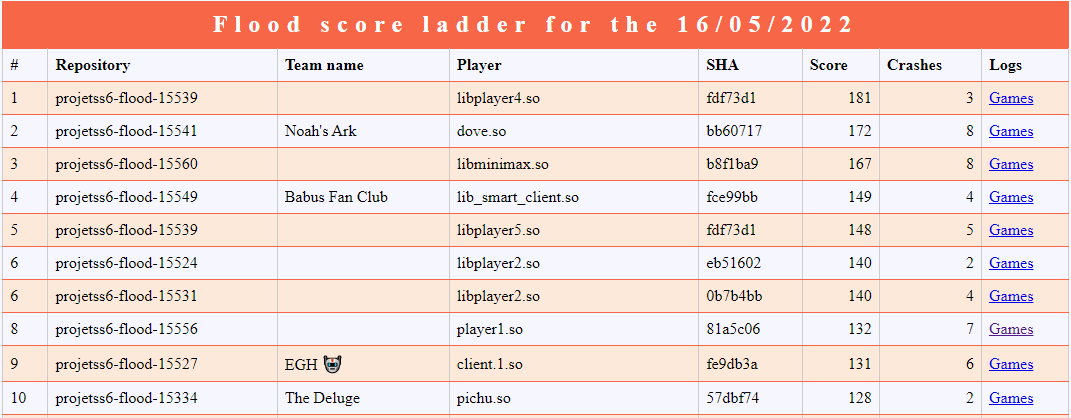 Flood score ladder for the 16/05/2022
# Repository Team name Player SHA Score Crashes Logs
1 projetss6-flood-15539 libplayer4.so fdf73d1 181 3 Games
2 projetss6-flood-15541 Noah's Ark dove.so bb60717 172 8 Games
3 projetss6-flood-15560 libminimax.so b8f1ba9 167 8 Games
4 projetss6-flood-15549 Babus Fan Club lib_smart_client.so fce99bb 149 4 Games
5 projetss6-flood-15539 libplayer5.so fdf73d1 148 5 Games
6 projetss6-flood-15524 libplayer2.so eb51602 140 2 Games
6 projetss6-flood-15531 libplayer2.so 0b7b4bb 140 4 Games
8 projetss6-flood-15556 player1.so 81a5c06 132 7 Games
9 projetss6-flood-15527 EGH 🤖 client.1.so fe9db3a 131 6 Games
10 projetss6-flood-15334 The Deluge pichu.so 57dbf74 128 2 Games